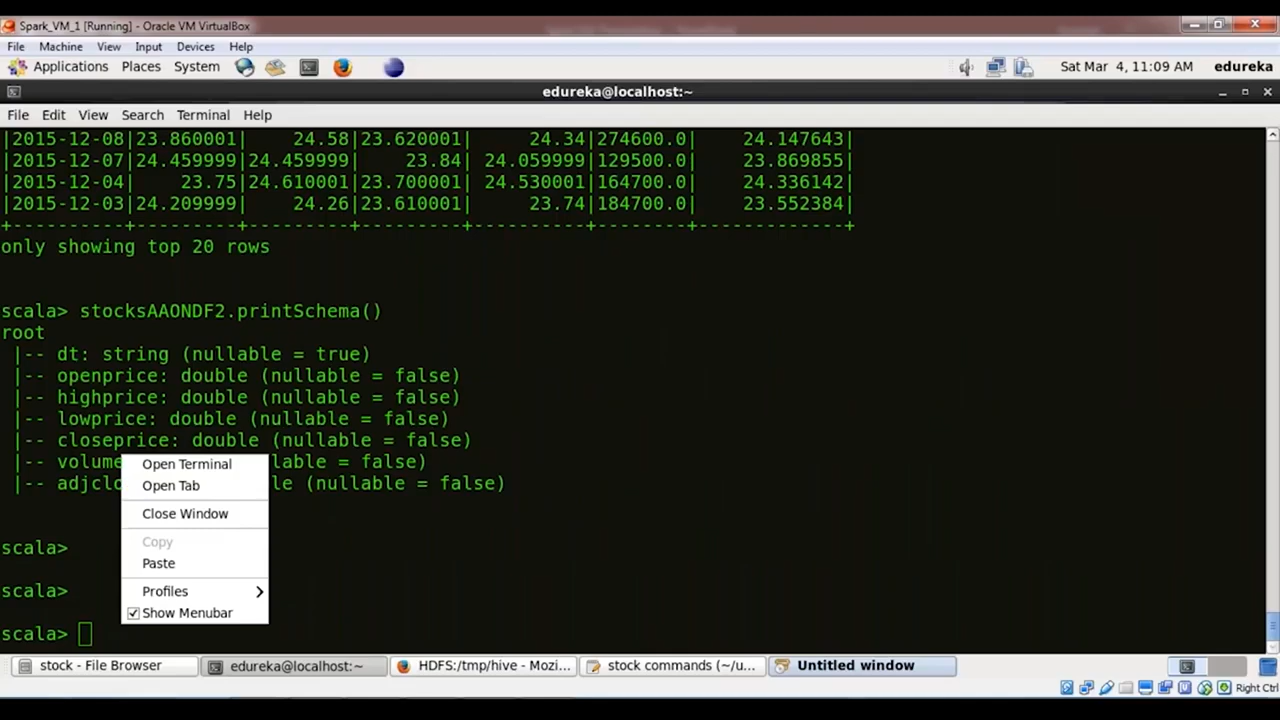 Spark_VM_1 [Running] - Oracle VM VirtualBox
File Machine View Input Devices Help
Applications Places System Sat Mar 4, 11:09 AM edureka
edureka@localhost:~
File Edit View Search Terminal Help
|2015-12-08|23.860001| 24.58|23.620001| 24.34|274600.0| 24.147643|
|2015-12-07|24.459999|24.459999| 23.84| 24.059999|129500.0| 23.869855|
|2015-12-04| 23.75|24.610001|23.700001| 24.530001|164700.0| 24.336142|
|2015-12-03|24.209999| 24.26|23.610001| 23.74|184700.0| 23.552384|
+----------+---------+---------+---------+----------+--------+-------------+
only showing top 20 rows
scala> stocksAAONDF2.printSchema()
root
|-- dt: string (nullable = true)
|-- openprice: double (nullable = false)
|-- highprice: double (nullable = false)
|-- lowprice: double (nullable = false)
|-- closeprice: double (nullable = false)
|-- volume lable = false)
|-- adjclo le (nullable = false)
Open Terminal
Open Tab
Close Window
Copy
Paste
Profiles
Show Menubar
scala>
scala>
scala>
stock - File Browser edureka@localhost:~ HDFS:/tmp/hive - Mozi... stock commands (~/u... Untitled window
Right Ctrl